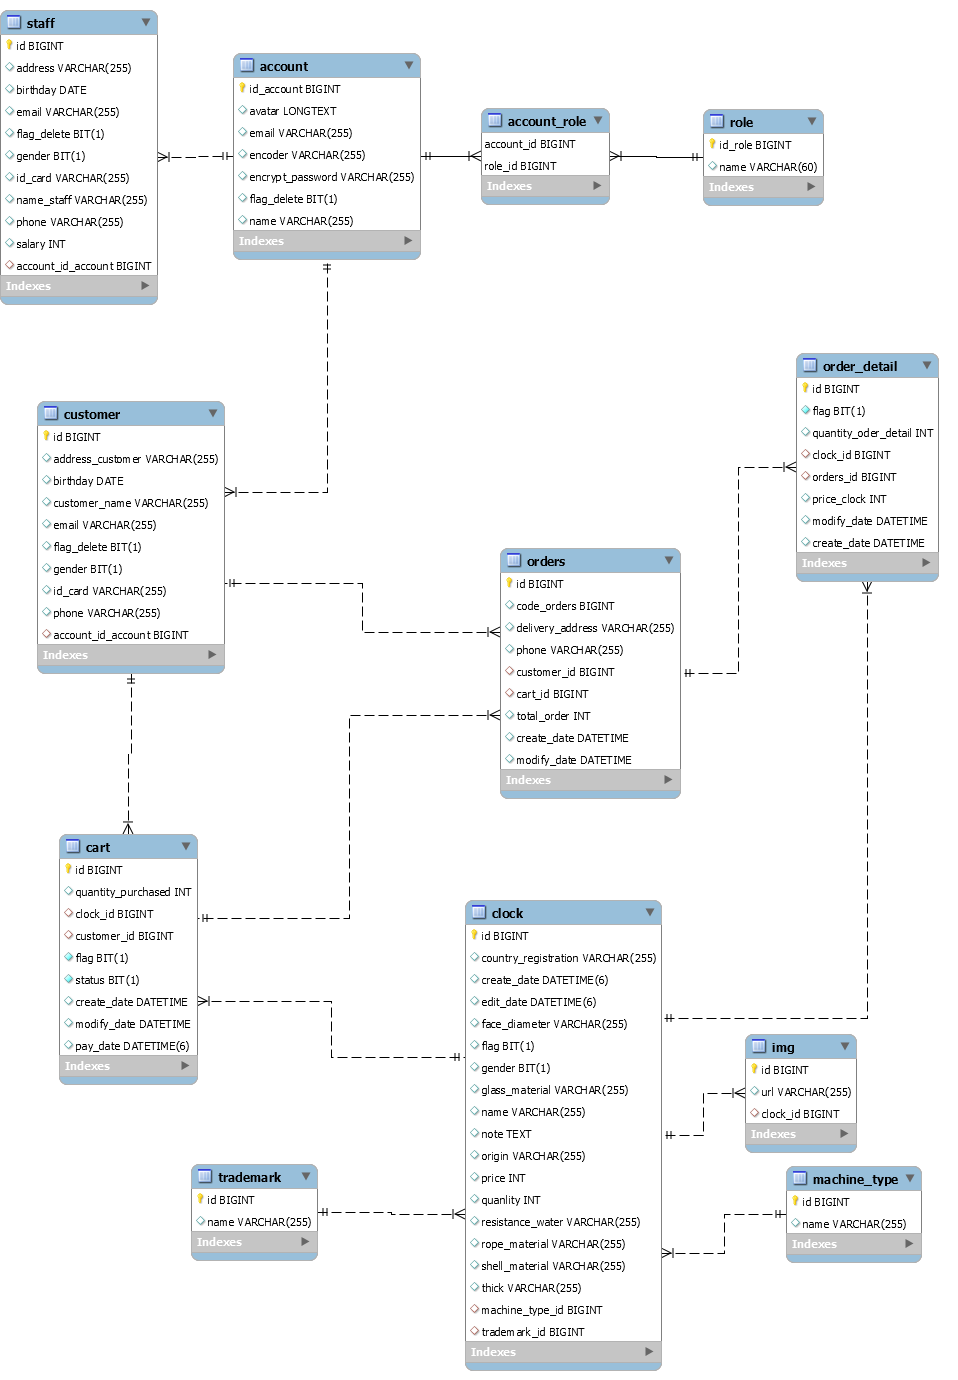 staff
id BIGINT
address VARCHAR(255)
birthday DATE
email VARCHAR(255)
flag_delete BIT(1)
gender BIT(1)
id_card VARCHAR(255)
name_staff VARCHAR(255)
phone VARCHAR(255)
salary INT
account_id_account BIGINT
Indexes
account
id_account BIGINT
avatar LONGTEXT
email VARCHAR(255)
encoder VARCHAR(255)
encrypt_password VARCHAR(255)
flag_delete BIT(1)
name VARCHAR(255)
Indexes
account_role
account_id BIGINT
role_id BIGINT
Indexes
role
id_role BIGINT
name VARCHAR(60)
Indexes
customer
id BIGINT
address_customer VARCHAR(255)
birthday DATE
customer_name VARCHAR(255)
email VARCHAR(255)
flag_delete BIT(1)
gender BIT(1)
id_card VARCHAR(255)
phone VARCHAR(255)
account_id_account BIGINT
Indexes
order_detail
id BIGINT
flag BIT(1)
quantity_oder_detail INT
clock_id BIGINT
orders_id BIGINT
price_clock INT
modify_date DATETIME
create_date DATETIME
Indexes
orders
id BIGINT
code_orders BIGINT
delivery_address VARCHAR(255)
phone VARCHAR(255)
customer_id BIGINT
cart_id BIGINT
total_order INT
create_date DATETIME
modify_date DATETIME
Indexes
cart
id BIGINT
quantity_purchased INT
clock_id BIGINT
customer_id BIGINT
flag BIT(1)
status BIT(1)
create_date DATETIME
modify_date DATETIME
pay_date DATETIME(6)
Indexes
clock
id BIGINT
country_registration VARCHAR(255)
create_date DATETIME(6)
edit_date DATETIME(6)
face_diameter VARCHAR(255)
flag BIT(1)
gender BIT(1)
glass_material VARCHAR(255)
name VARCHAR(255)
note TEXT
origin VARCHAR(255)
price INT
quanlity INT
resistance_water VARCHAR(255)
rope_material VARCHAR(255)
shell_material VARCHAR(255)
thick VARCHAR(255)
machine_type_id BIGINT
trademark_id BIGINT
Indexes
img
id BIGINT
url VARCHAR(255)
clock_id BIGINT
Indexes
trademark
id BIGINT
name VARCHAR(255)
Indexes
machine_type
id BIGINT
name VARCHAR(255)
Indexes